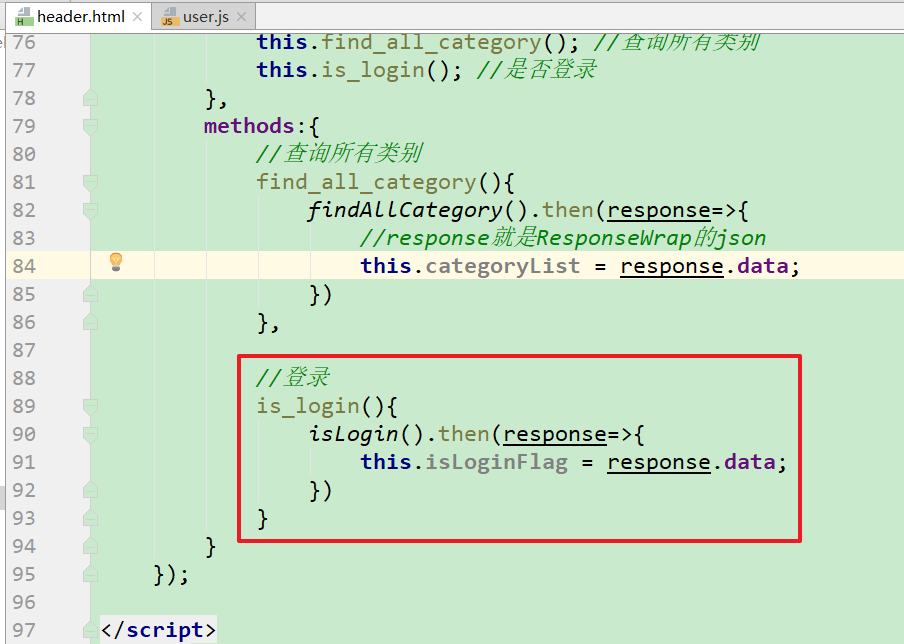 header.html user.js
76 this.find_all_category(); //查询所有类别
77 this.is_login(); //是否登录
78 },
79 methods:{
80 //查询所有类别
81 find_all_category(){
82 findAllCategory().then(response=>{
83 //response就是ResponseWrap的json
84 this.categoryList = response.data;
85 })
86 },
87
88 //登录
89 is_login(){
90 isLogin().then(response=>{
91 this.isLoginFlag = response.data;
92 })
93 }
94 }
95 });
96
97 </script>